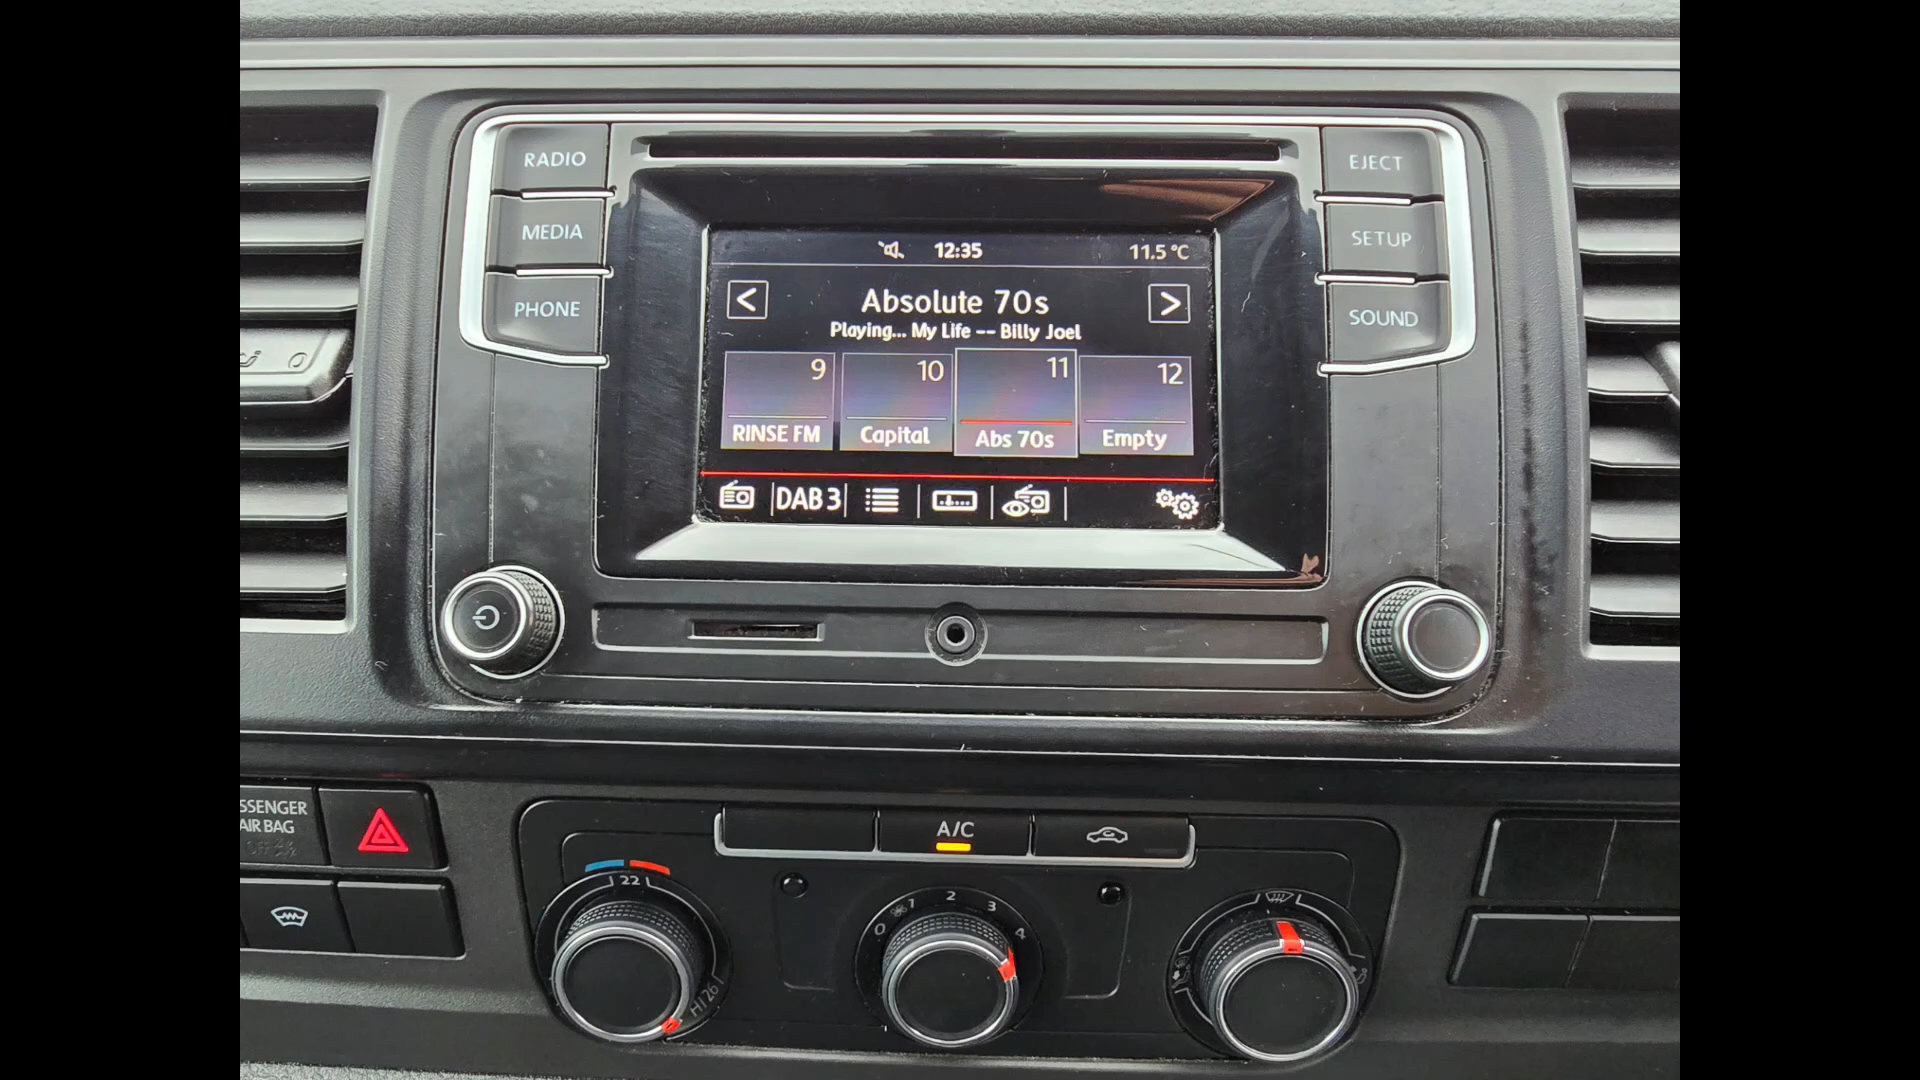 RADIO
MEDIA
PHONE
EJECT
SETUP
SOUND
12:35 11.5 °C
< Absolute 70s >
Playing... My Life -- Billy Joel
9 10 11 12
RINSE FM Capital Abs 70s Empty
DAB 3
SSENGER
AIR BAG
OFF
A/C
22
HI 26
0 1 2 3 4